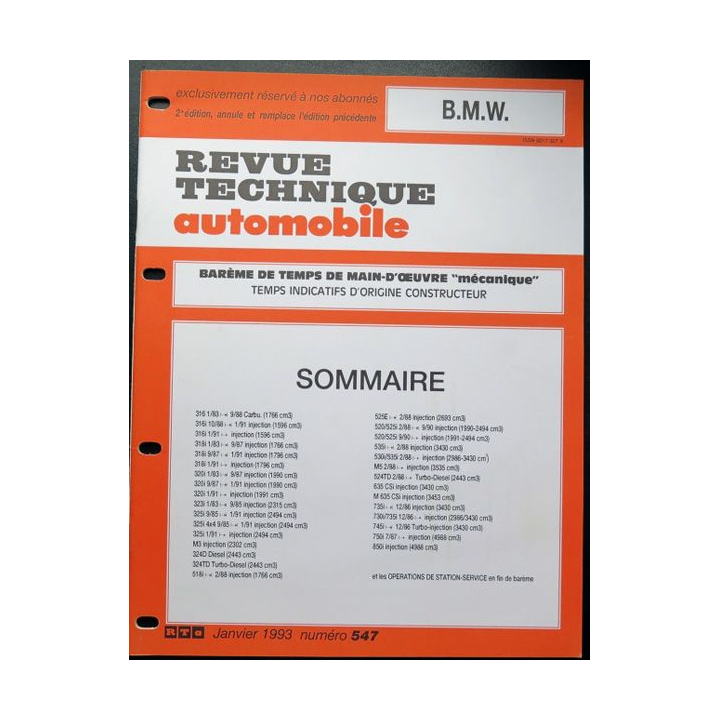 exclusivement réservé à nos abonnés
2e édition, annule et remplace l'édition précédente
B.M.W.
REVUE
TECHNIQUE
automobile
BARÈME DE TEMPS DE MAIN-D'ŒUVRE "mécanique"
TEMPS INDICATIFS D'ORIGINE CONSTRUCTEUR
SOMMAIRE
316 1/83 → « 9/88 Carbu. (1766 cm3)
316i 10/88 → « 1/91 injection (1596 cm3)
316i 1/91 → injection (1596 cm3)
318i 1/83 → « 9/87 injection (1766 cm3)
318i 9/87 → « 1/91 injection (1796 cm3)
318i 1/91 → injection (1796 cm3)
320i 1/83 → « 9/87 injection (1990 cm3)
320i 9/87 → « 1/91 injection (1990 cm3)
320i 1/91 → injection (1991 cm3)
323i 1/83 → « 9/85 injection (2315 cm3)
325i 9/85 → « 1/91 injection (2494 cm3)
325i 4x4 9/85 → « 1/91 injection (2494 cm3)
325i 1/91 → injection (2494 cm3)
M3 injection (2302 cm3)
324D Diesel (2443 cm3)
324TD Turbo-Diesel (2443 cm3)
518i → « 2/88 injection (1766 cm3)
525E → « 2/88 injection (2693 cm3)
520/525i 2/88 → « 9/90 injection (1990-2494 cm3)
520/525i 9/90 → injection (1991-2494 cm3)
535i → « 2/88 injection (3430 cm3)
530i/535i 2/88 → injection (2986-3430 cm3)
M5 2/88 → injection (3535 cm3)
524TD 2/88 → Turbo-Diesel (2443 cm3)
635 CSi injection (3430 cm3)
M 635 CSi injection (3453 cm3)
735i → « 12/86 injection (3430 cm3)
730i/735i 12/86 → injection (2986/3430 cm3)
745i → « 12/86 Turbo-injection (3430 cm3)
750i 7/87 → injection (4988 cm3)
850i injection (4988 cm3)
et les OPERATIONS DE STATION-SERVICE en fin de barème
RTA Janvier 1993 numéro 547